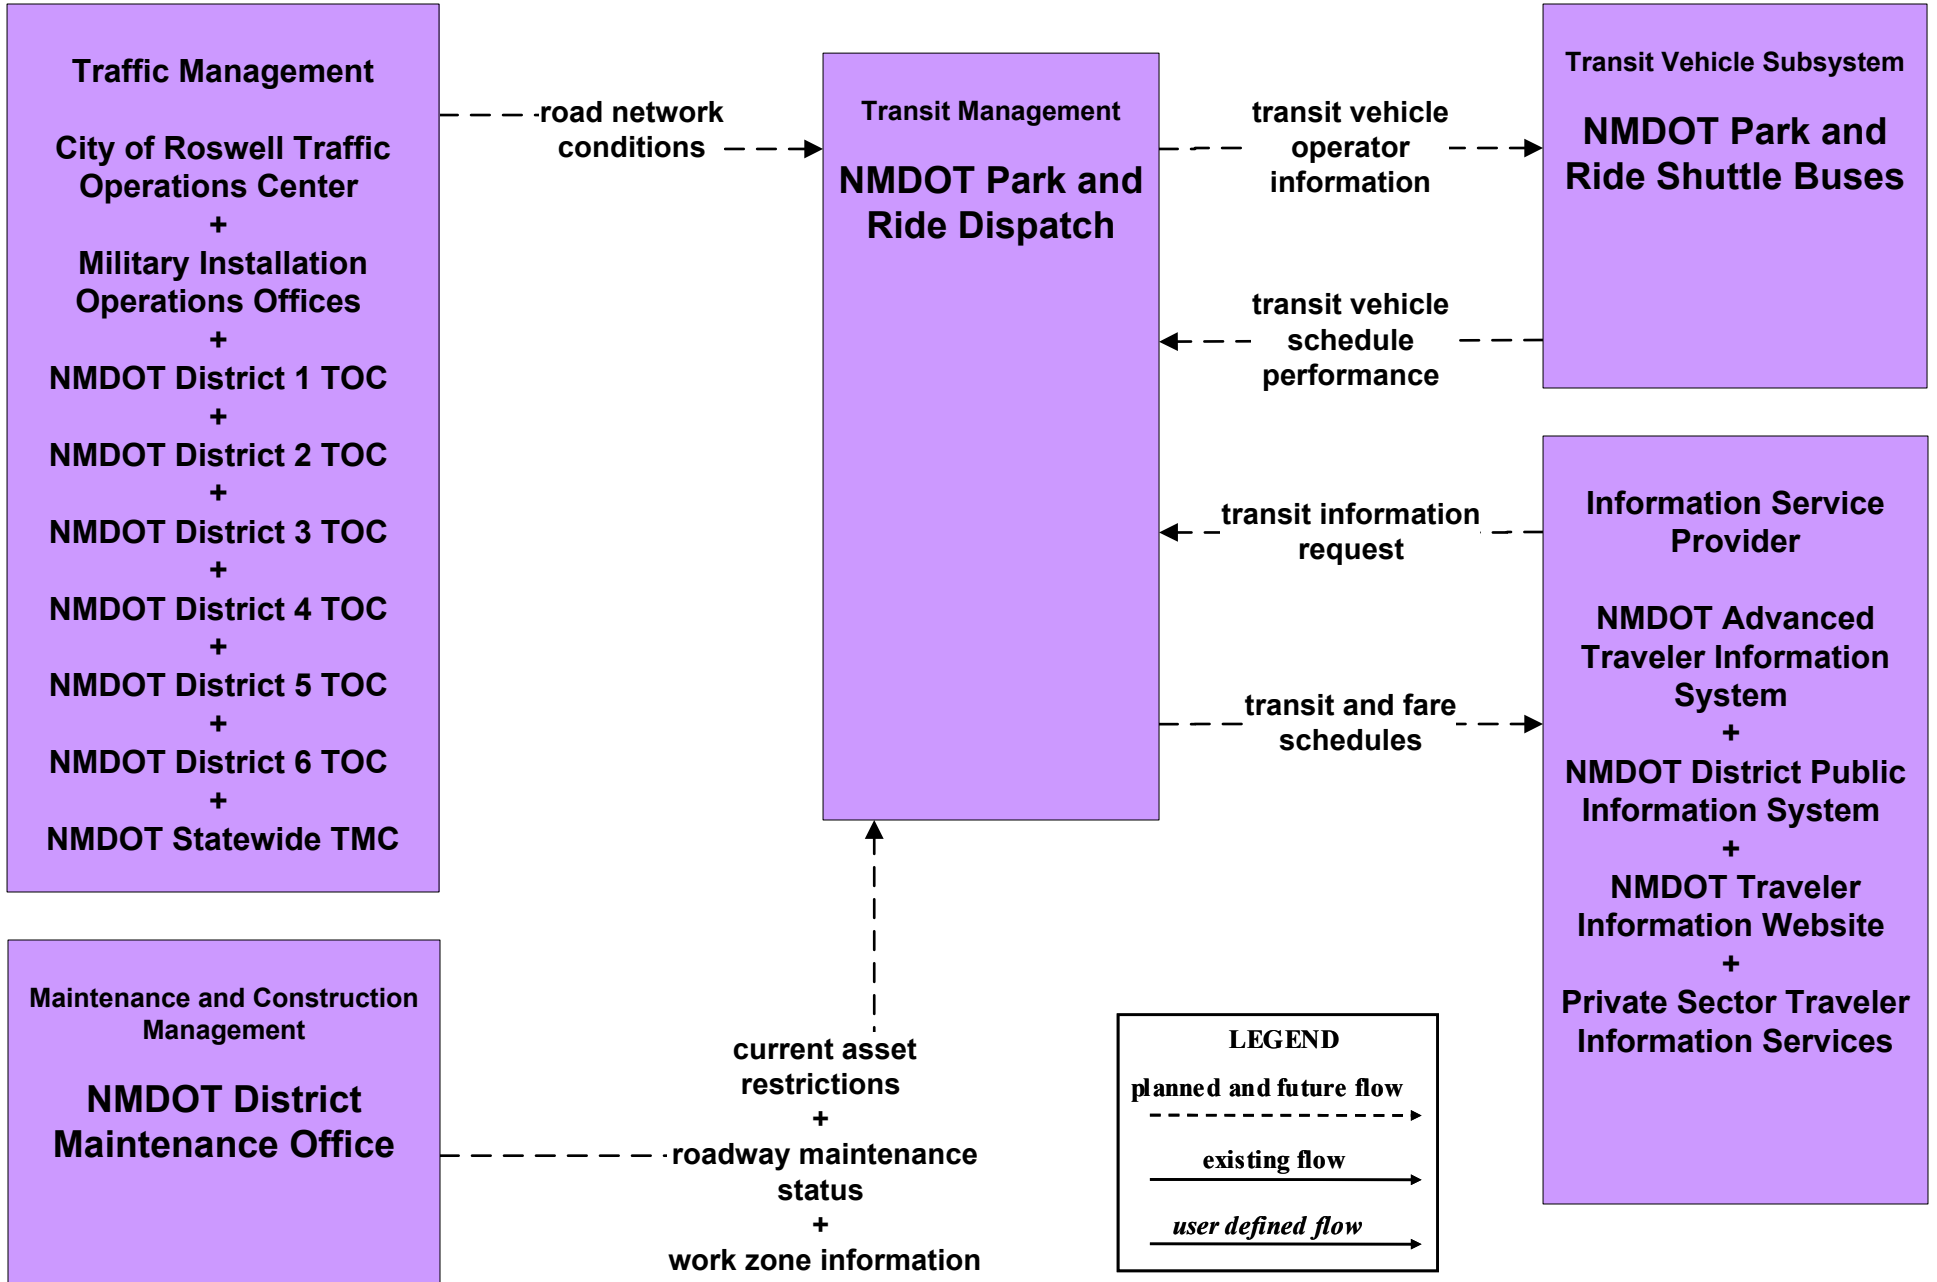 Traffic Management
City of Roswell Traffic
Operations Center
+
Military Installation
Operations Offices
+
NMDOT District 1 TOC
+
NMDOT District 2 TOC
+
NMDOT District 3 TOC
+
NMDOT District 4 TOC
+
NMDOT District 5 TOC
+
NMDOT District 6 TOC
+
NMDOT Statewide TMC
Maintenance and Construction
Management
NMDOT District
Maintenance Office
road network
conditions
Transit Management
NMDOT Park and
Ride Dispatch
current asset
restrictions
+
roadway maintenance
status
+
work zone information
transit vehicle
operator
information
transit vehicle
schedule
performance
transit information
request
transit and fare
schedules
Transit Vehicle Subsystem
NMDOT Park and
Ride Shuttle Buses
Information Service
Provider
NMDOT Advanced
Traveler Information
System
+
NMDOT District Public
Information System
+
NMDOT Traveler
Information Website
+
Private Sector Traveler
Information Services
LEGEND
planned and future flow
existing flow
user defined flow